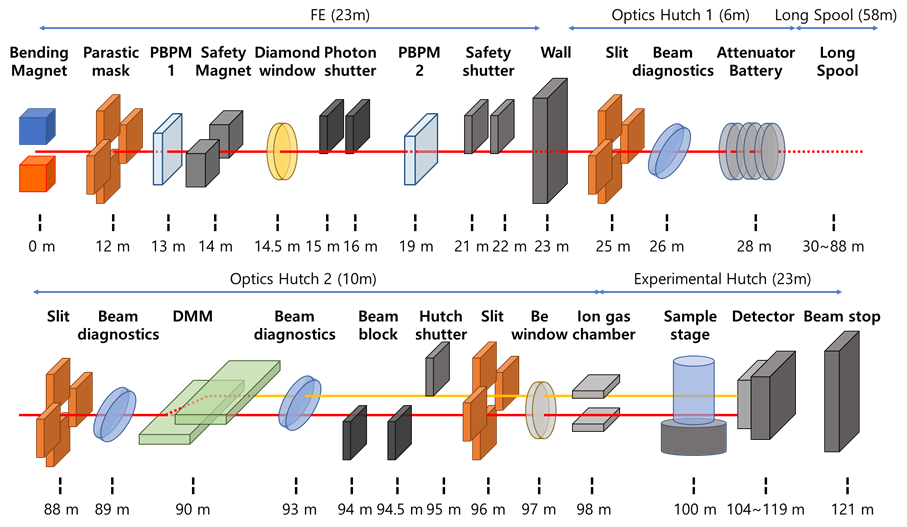 FE (23m)
Optics Hutch 1 (6m)
Long Spool (58m)
Bending
Magnet
Parastic
mask
PBPM
1
Safety
Magnet
Diamond
window
Photon
shutter
PBPM
2
Safety
shutter
Wall
Slit
Beam
diagnostics
Attenuator
Battery
Long
Spool
0 m
12 m
13 m
14 m
14.5 m
15 m
16 m
19 m
21 m
22 m
23 m
25 m
26 m
28 m
30~88 m
Optics Hutch 2 (10m)
Experimental Hutch (23m)
Slit
Beam
diagnostics
DMM
Beam
diagnostics
Beam
block
Hutch
shutter
Slit
Be
window
Ion gas
chamber
Sample
stage
Detector
Beam stop
88 m
89 m
90 m
93 m
94 m
94.5 m
95 m
96 m
97 m
98 m
100 m
104~119 m
121 m